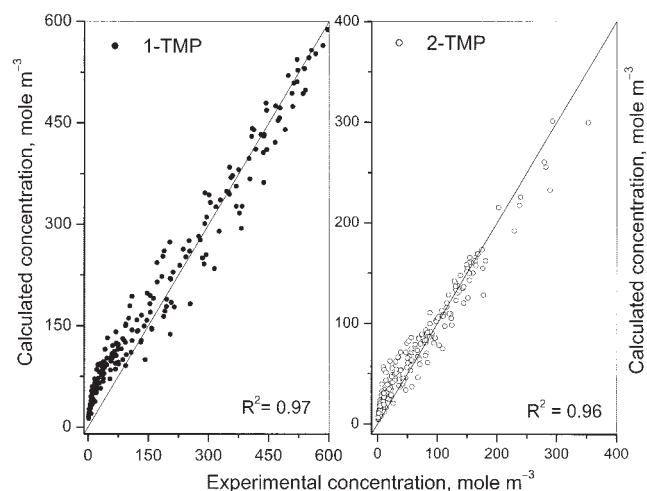 1-TMP
2-TMP
Calculated concentration, mole m⁻³
600
450
300
150
0
R² = 0.97
0 150 300 450 600
400
300
200
100
0
R² = 0.96
0 100 200 300 400
Calculated concentration, mole m⁻³
Experimental concentration, mole m⁻³